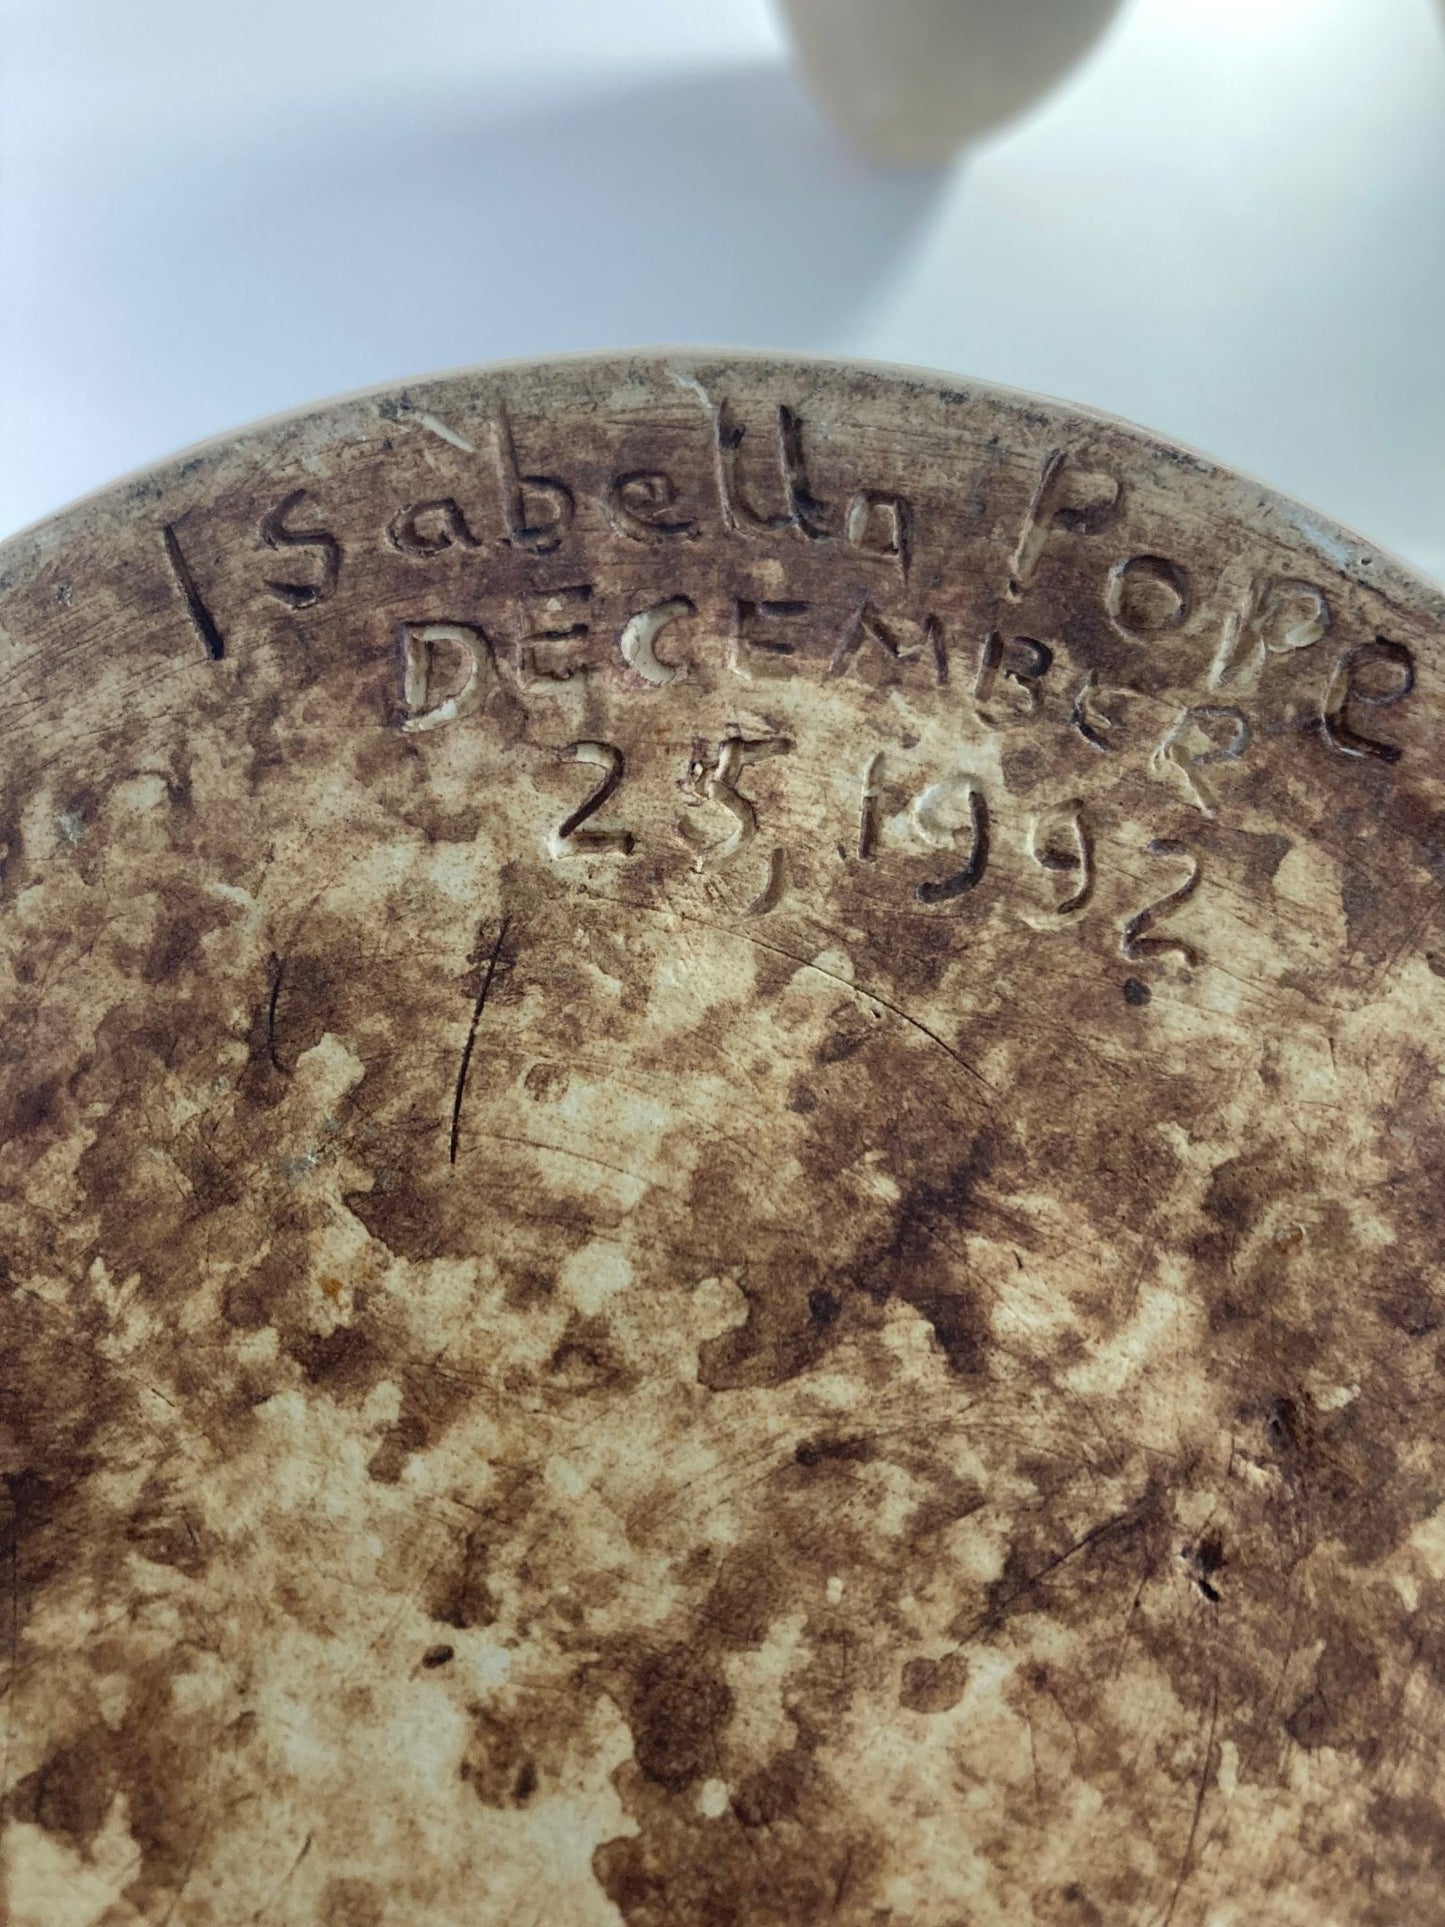 Isabella Pope
DECEMBER
25, 1992